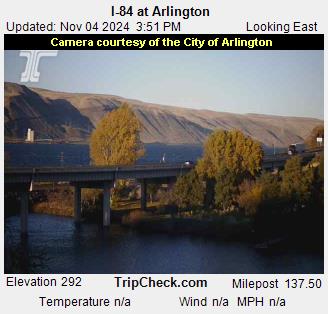 I-84 at Arlington
Updated: Nov 04 2024 3:51 PM Looking East
Camera courtesy of the City of Arlington
Elevation 292 TripCheck.com Milepost 137.50
Temperature n/a Wind n/a MPH n/a